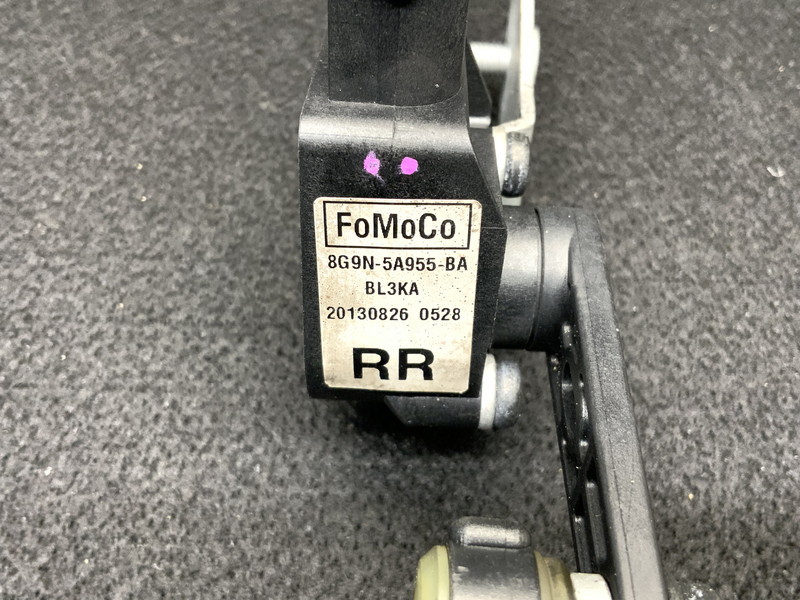 FoMoCo
8G9N-5A955-BA
BL3KA
20130826 0528
RR